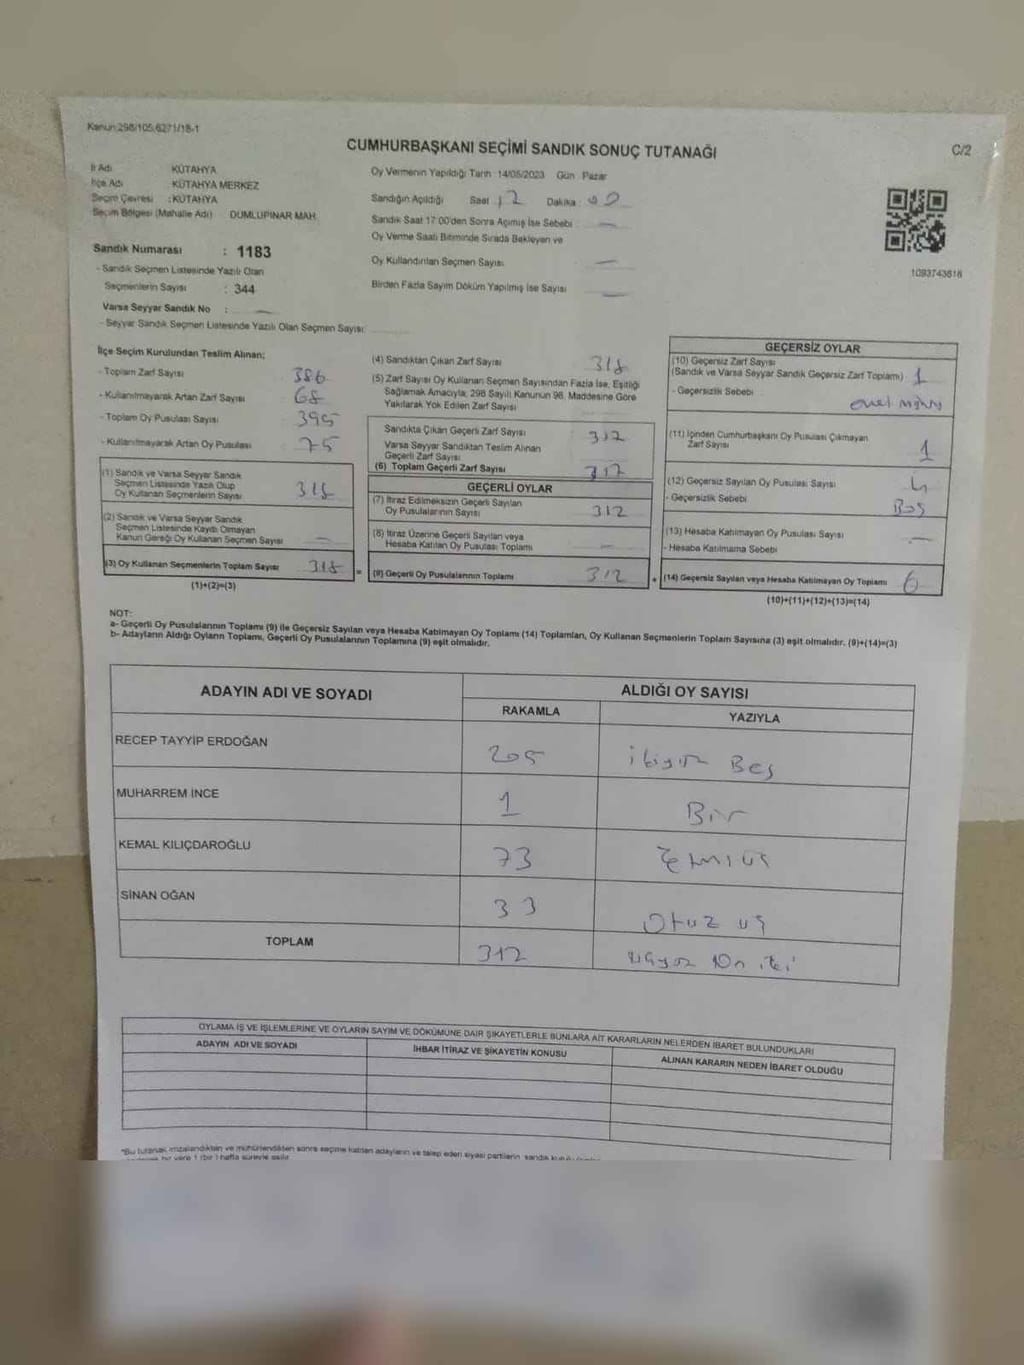 Kanun:298/105,6271/18-1
CUMHURBAŞKANI SEÇİMİ SANDIK SONUÇ TUTANAĞI
C/2
İl Adı KÜTAHYA
İlçe Adı : KÜTAHYA MERKEZ
Seçim Çevresi : KÜTAHYA
Seçim Bölgesi (Mahalle Adı) DUMLUPINAR MAH.
Sandık Numarası : 1183
- Sandık Seçmen Listesinde Yazılı Olan
Seçmenlerin Sayısı : 344
Varsa Seyyar Sandık No :
- Seyyar Sandık Seçmen Listesinde Yazılı Olan Seçmen Sayısı:
Oy Vermenin Yapıldığı Tarih 14/05/2023 Gün Pazar
Sandığın Açıldığı Saat Dakika :
Sandık Saat 17.00'den Sonra Açılmış İse Sebebi
Oy Verme Saati Bitiminde Sırada Bekleyen ve
Oy Kullandırılan Seçmen Sayısı
Birden Fazla Sayım Döküm Yapılmış İse Sayısı
1093743618
İlçe Seçim Kurulundan Teslim Alınan;
- Toplam Zarf Sayısı 386
- Kullanılmayarak Artan Zarf Sayısı 68
- Toplam Oy Pusulası Sayısı 395
- Kullanılmayarak Artan Oy Pusulası 75
(1) Sandık ve Varsa Seyyar Sandık
Seçmen Listesinde Yazılı Olup
Oy Kullanan Seçmenlerin Sayısı 318
(2) Sandık ve Varsa Seyyar Sandık
Seçmen Listesinde Kaydı Olmayan
Kanun Gereği Oy Kullanan Seçmen Sayısı
(3) Oy Kullanan Seçmenlerin Toplam Sayısı 318
(1)+(2)=(3)
(4) Sandıktan Çıkan Zarf Sayısı 318
(5) Zarf Sayısı Oy Kullanan Seçmen Sayısından Fazla İse, Eşitliği
Sağlamak Amacıyla, 298 Sayılı Kanunun 98. Maddesine Göre
Yakılarak Yok Edilen Zarf Sayısı
Sandıkta Çıkan Geçerli Zarf Sayısı 312
Varsa Seyyar Sandıktan Teslim Alınan
Geçerli Zarf Sayısı
(6) Toplam Geçerli Zarf Sayısı 312
GEÇERLİ OYLAR
(7) İtiraz Edilmeksizin Geçerli Sayılan
Oy Pusulalarının Sayısı 312
(8) İtiraz Üzerine Geçerli Sayılan veya
Hesaba Katılan Oy Pusulası Toplamı
(9) Geçerli Oy Pusulalarının Toplamı 312
GEÇERSİZ OYLAR
(10) Geçersiz Zarf Sayısı
(Sandık ve Varsa Seyyar Sandık Geçersiz Zarf Toplamı) 1
- Geçersizlik Sebebi
(11) İçinden Cumhurbaşkanı Oy Pusulası Çıkmayan
Zarf Sayısı 1
(12) Geçersiz Sayılan Oy Pusulası Sayısı 4
- Geçersizlik Sebebi Boş
(13) Hesaba Katılmayan Oy Pusulası Sayısı
- Hesaba Katılmama Sebebi
(14) Geçersiz Sayılan veya Hesaba Katılmayan Oy Toplamı 6
(10)+(11)+(12)+(13)=(14)
NOT:
a- Geçerli Oy Pusulalarının Toplamı (9) ile Geçersiz Sayılan veya Hesaba Katılmayan Oy Toplamı (14) Toplamları, Oy Kullanan Seçmenlerin Toplam Sayısına (3) eşit olmalıdır. (9)+(14)=(3)
b- Adayların Aldığı Oyların Toplamı, Geçerli Oy Pusulalarının Toplamına (9) eşit olmalıdır.
ADAYIN ADI VE SOYADI ALDIĞI OY SAYISI
RAKAMLA YAZIYLA
RECEP TAYYİP ERDOĞAN 205 ikiyüz Beş
MUHARREM İNCE 1 Bir
KEMAL KILIÇDAROĞLU 73
SİNAN OĞAN 33 Otuz üç
TOPLAM 312 On iki
OYLAMA İŞ VE İŞLEMLERİNE VE OYLARIN SAYIM VE DÖKÜMÜNE DAİR ŞİKAYETLERLE BUNLARA AİT KARARLARIN NELERDEN İBARET BULUNDUKLARI
ADAYIN ADI VE SOYADI İHBAR İTİRAZ VE ŞİKAYETİN KONUSU ALINAN KARARIN NEDEN İBARET OLDUĞU
*Bu tutanak imzalandıktan ve mühürlendikten sonra seçime katılan adayların ve talep eden siyasi partilerin sandık